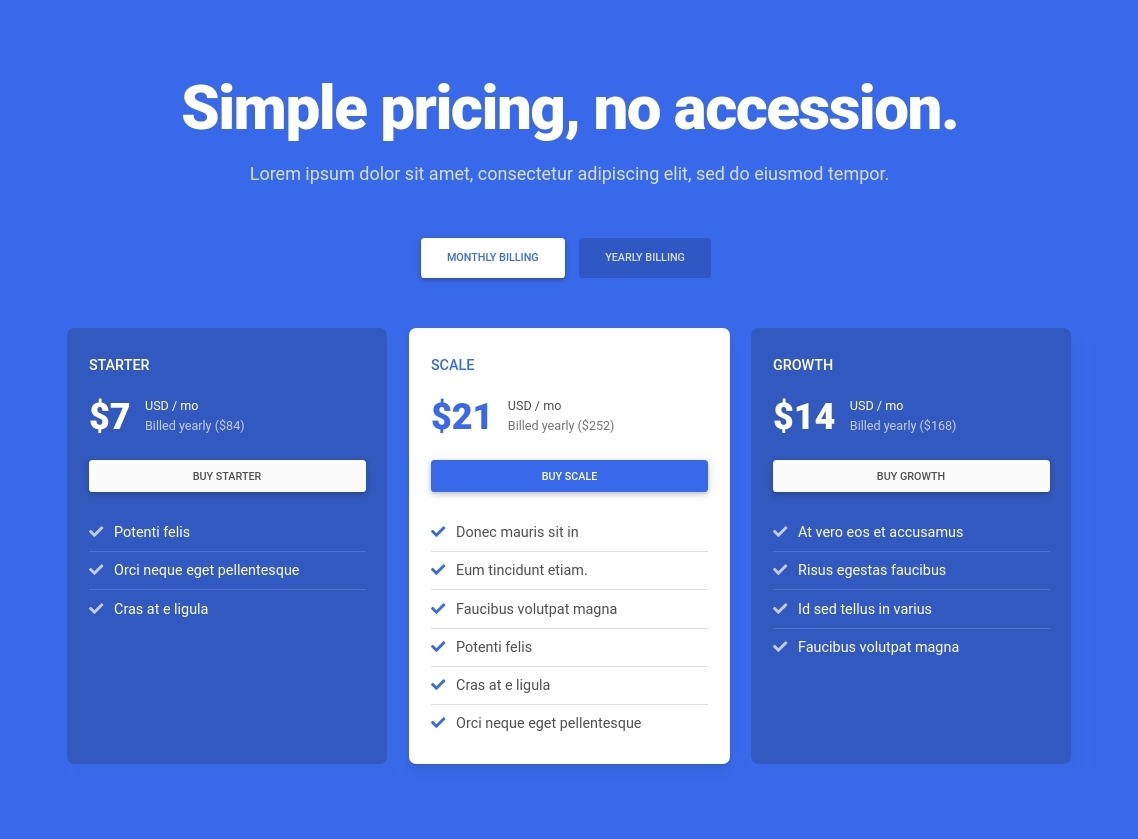 Simple pricing, no accession.
Lorem ipsum dolor sit amet, consectetur adipiscing elit, sed do eiusmod tempor.
MONTHLY BILLING
YEARLY BILLING
STARTER
$7
USD / mo
Billed yearly ($84)
BUY STARTER
Potenti felis
Orci neque eget pellentesque
Cras at e ligula
SCALE
$21
USD / mo
Billed yearly ($252)
BUY SCALE
Donec mauris sit in
Eum tincidunt etiam.
Faucibus volutpat magna
Potenti felis
Cras at e ligula
Orci neque eget pellentesque
GROWTH
$14
USD / mo
Billed yearly ($168)
BUY GROWTH
At vero eos et accusamus
Risus egestas faucibus
Id sed tellus in varius
Faucibus volutpat magna